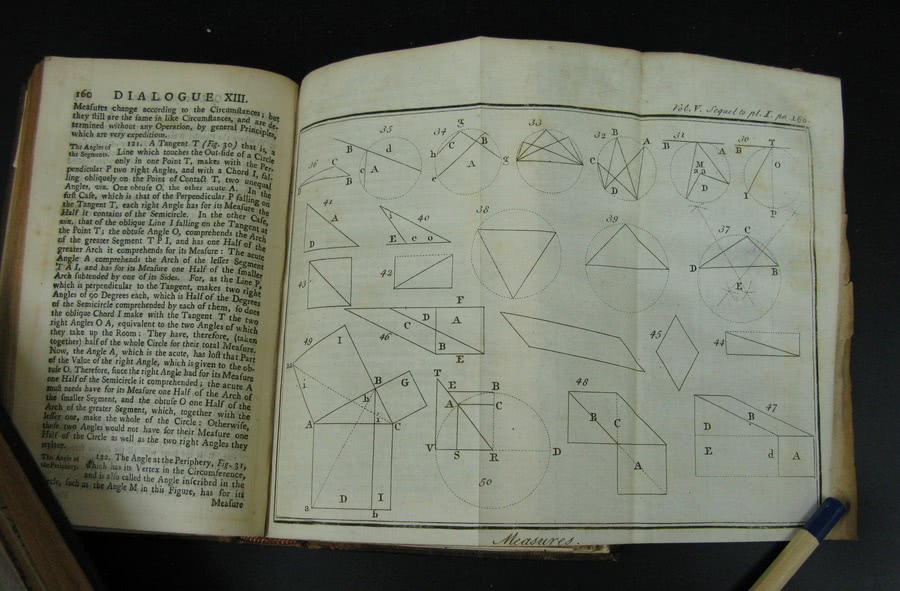 160 DIALOGUE XIII.
Measures change according to the Circumstances; but
they still are the same in like Circumstances, and are de-
termined without any Operation, by general Principles,
which are very expeditious.
The Angles of
the Segments.
121. A Tangent T (Fig. 30) that is, a
Line which touches the Out-side of a Circle
only in one Point T, makes with the Per-
pendicular P two right Angles, and with a Chord I, fal-
ling obliquely on the Point of Contact T, two unequal
Angles, viz. One obtuse O, the other acute A. In the
first Case, which is that of the Perpendicular P falling on
the Tangent T, each right Angle has for its Measure the
Half it contains of the Semicircle. In the other Case,
viz. that of the oblique Line I falling on the Tangent at
the Point T; the obtuse Angle O, comprehends the Arch
of the greater Segment T P I, and has one Half of the
greater Arch it comprehends for its Measure: The acute
Angle A comprehends the Arch of the lesser Segment
T A I, and has for its Measure one Half of the smaller
Arch subtended by one of its Sides. For, as the Line P,
which is perpendicular to the Tangent, makes two right
Angles of 90 Degrees each, which is Half of the Degrees
of the Semicircle comprehended by each of them, so does
the oblique Chord I make with the Tangent T the two
right Angles O A, equivalent to the two Angles of which
they take up the Room: They have, therefore, (taken
together) half of the whole Circle for their total Measure.
Now, the Angle A, which is the acute, has lost that Part
of the Value of the right Angle, which is given to the ob-
tuse O. Therefore, since the right Angle had for its Measure
one Half of the Semicircle it comprehended; the acute A
must needs have for its Measure one Half of the Arch of
the smaller Segment, and the obtuse O one Half of the
Arch of the greater Segment, which, together with the
lesser one, make the whole of the Circle: Otherwise,
these two Angles would not have for their Measure one
Half of the Circle as well as the two right Angles they
The Angle at
the Periphery.
122. The Angle at the Periphery, Fig. 31,
which has its Vertex in the Circumference,
and is also called the Angle inscribed in the
Circle, such as the Angle M in this Figure, has for its
Measure
Vol. V. Sequel to pt. I. pa. 160.
36 C B
35 B d c A
34 g C B h A e g
33
32 B A C D
31 B A M a a D
30 T B O I P
41 A D
40 I E c o
38
39
37 C D B E
43
42
46 F C D A B E
45
44
49 I B G h i i A C D I a b
50 T E B A C V S R D
48 B C A
47 D B E d A
Measures.